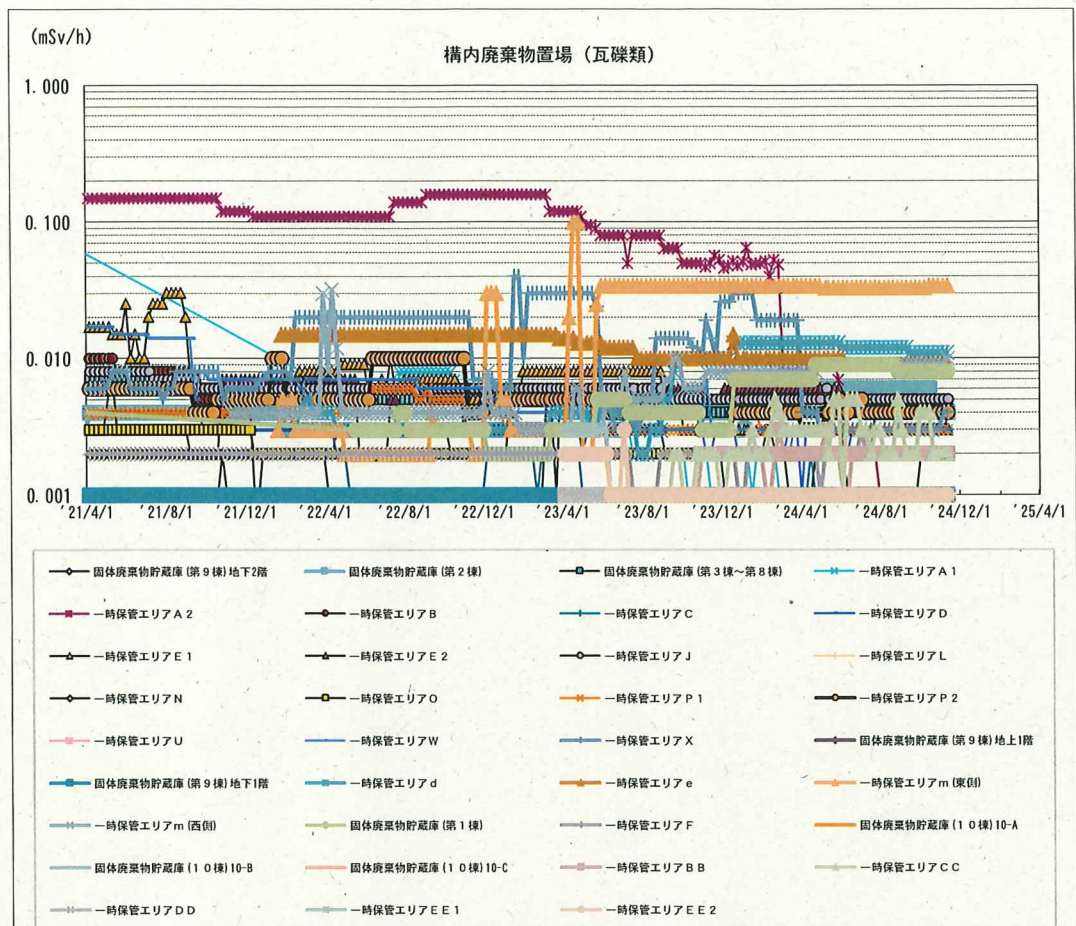 (mSv/h)
構内廃棄物置場（瓦礫類）
1.000
0.100
0.010
0.001
'21/4/1 '21/8/1 '21/12/1 '22/4/1 '22/8/1 '22/12/1 '23/4/1 '23/8/1 '23/12/1 '24/4/1 '24/8/1 '24/12/1 '25/4/1
固体廃棄物貯蔵庫(第９棟)地下2階 固体廃棄物貯蔵庫(第２棟) 固体廃棄物貯蔵庫(第３棟～第８棟) 一時保管エリアＡ１
一時保管エリアＡ２ 一時保管エリアＢ 一時保管エリアＣ 一時保管エリアＤ
一時保管エリアＥ１ 一時保管エリアＥ２ 一時保管エリアＪ 一時保管エリアＬ
一時保管エリアＮ 一時保管エリアＯ 一時保管エリアＰ１ 一時保管エリアＰ２
一時保管エリアＵ 一時保管エリアＷ 一時保管エリアＸ 固体廃棄物貯蔵庫(第９棟)地上1階
固体廃棄物貯蔵庫(第９棟)地下1階 一時保管エリアｄ 一時保管エリアｅ 一時保管エリアｍ(東側)
一時保管エリアｍ(西側) 固体廃棄物貯蔵庫(第１棟) 一時保管エリアＦ 固体廃棄物貯蔵庫(１０棟)10-A
固体廃棄物貯蔵庫(１０棟)10-B 固体廃棄物貯蔵庫(１０棟)10-C 一時保管エリアＢＢ 一時保管エリアＣＣ
一時保管エリアＤＤ 一時保管エリアＥＥ１ 一時保管エリアＥＥ２